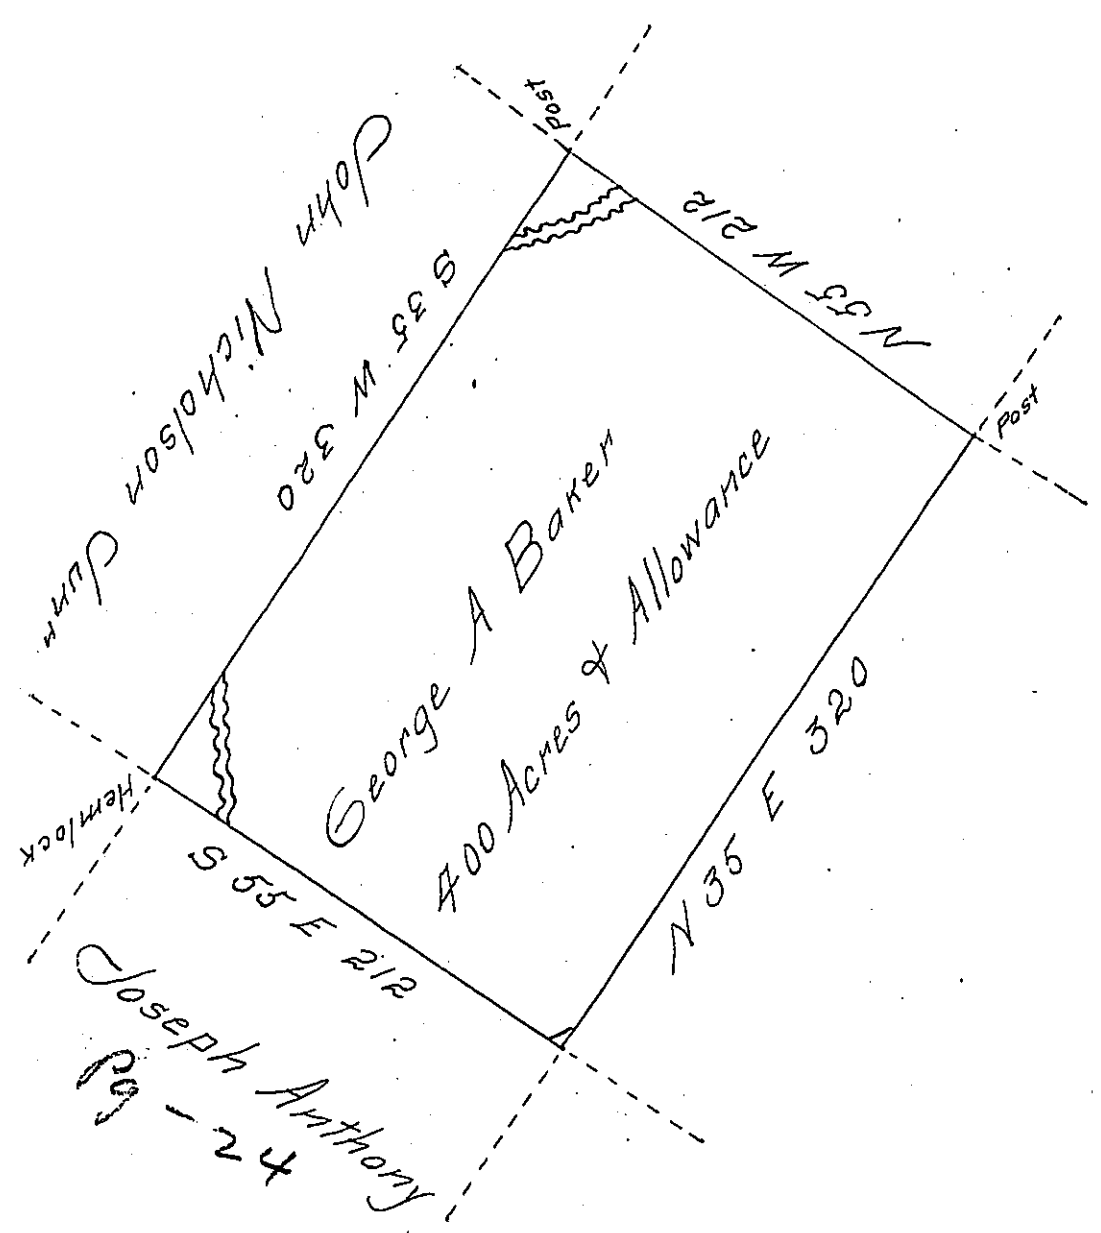 Post
John Nicholson Junr
S 35 W 320
N 55 W 212
Post
George A Baker
400 Acres & Allowance
N 35 E 320
Hemlock
S 55 E 212
Joseph Anthony
Pg - 24